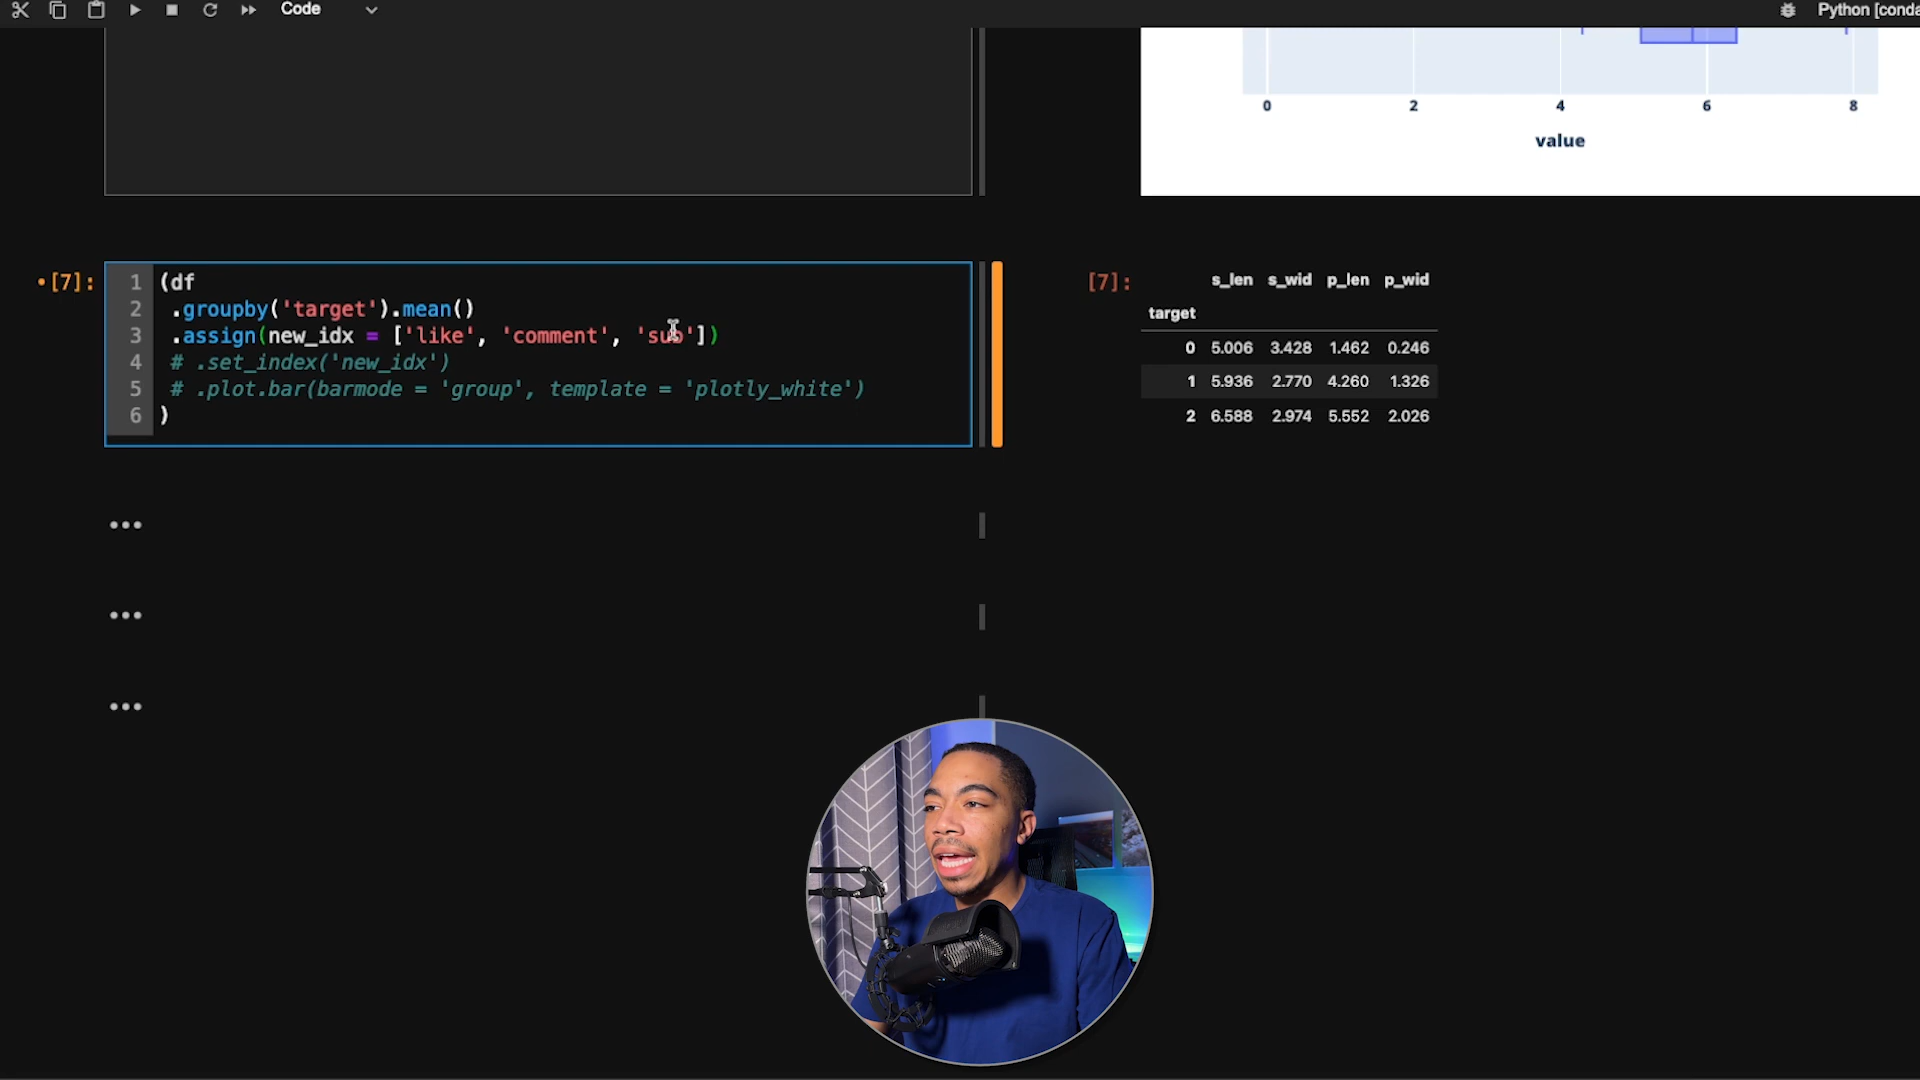 Code
Python [conda
0 2 4 6 8
value
[7]:
1 (df
2 .groupby('target').mean()
3 .assign(new_idx = ['like', 'comment', 'sub'])
4 # .set_index('new_idx')
5 # .plot.bar(barmode = 'group', template = 'plotly_white')
6 )
[7]:
s_len s_wid p_len p_wid
target
0 5.006 3.428 1.462 0.246
1 5.936 2.770 4.260 1.326
2 6.588 2.974 5.552 2.026